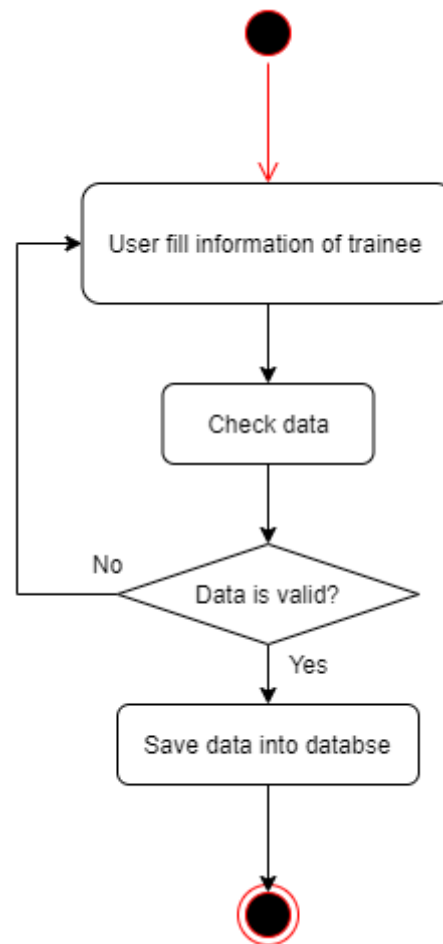 User fill information of trainee
Check data
No
Data is valid?
Yes
Save data into databse